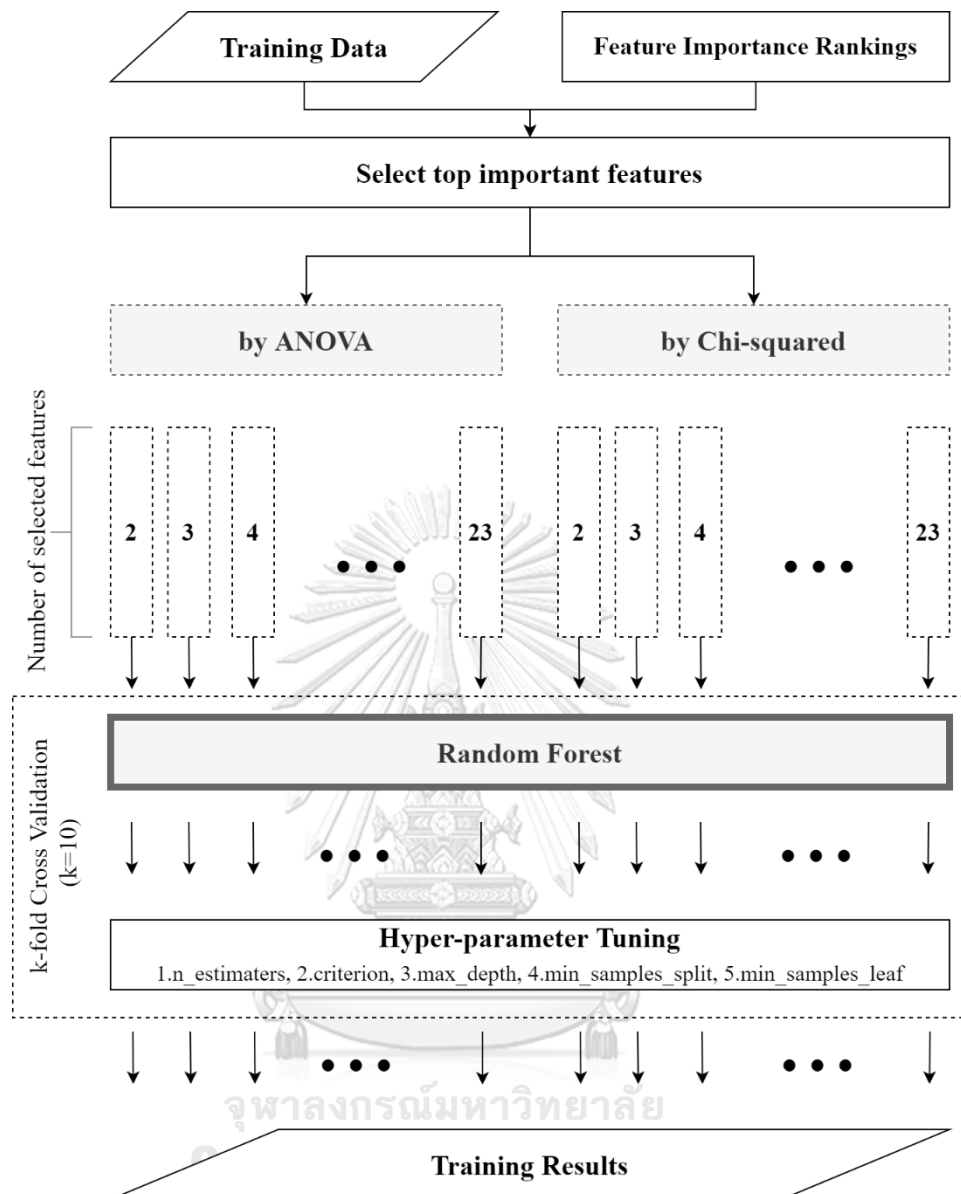 Training Data
Feature Importance Rankings
Select top important features
by ANOVA
by Chi-squared
Number of selected features
2 3 4 ••• 23 2 3 4 ••• 23
k-fold Cross Validation
(k=10)
Random Forest
Hyper-parameter Tuning
1.n_estimaters, 2.criterion, 3.max_depth, 4.min_samples_split, 5.min_samples_leaf
จุฬาลงกรณ์มหาวิทยาลัย
Training Results